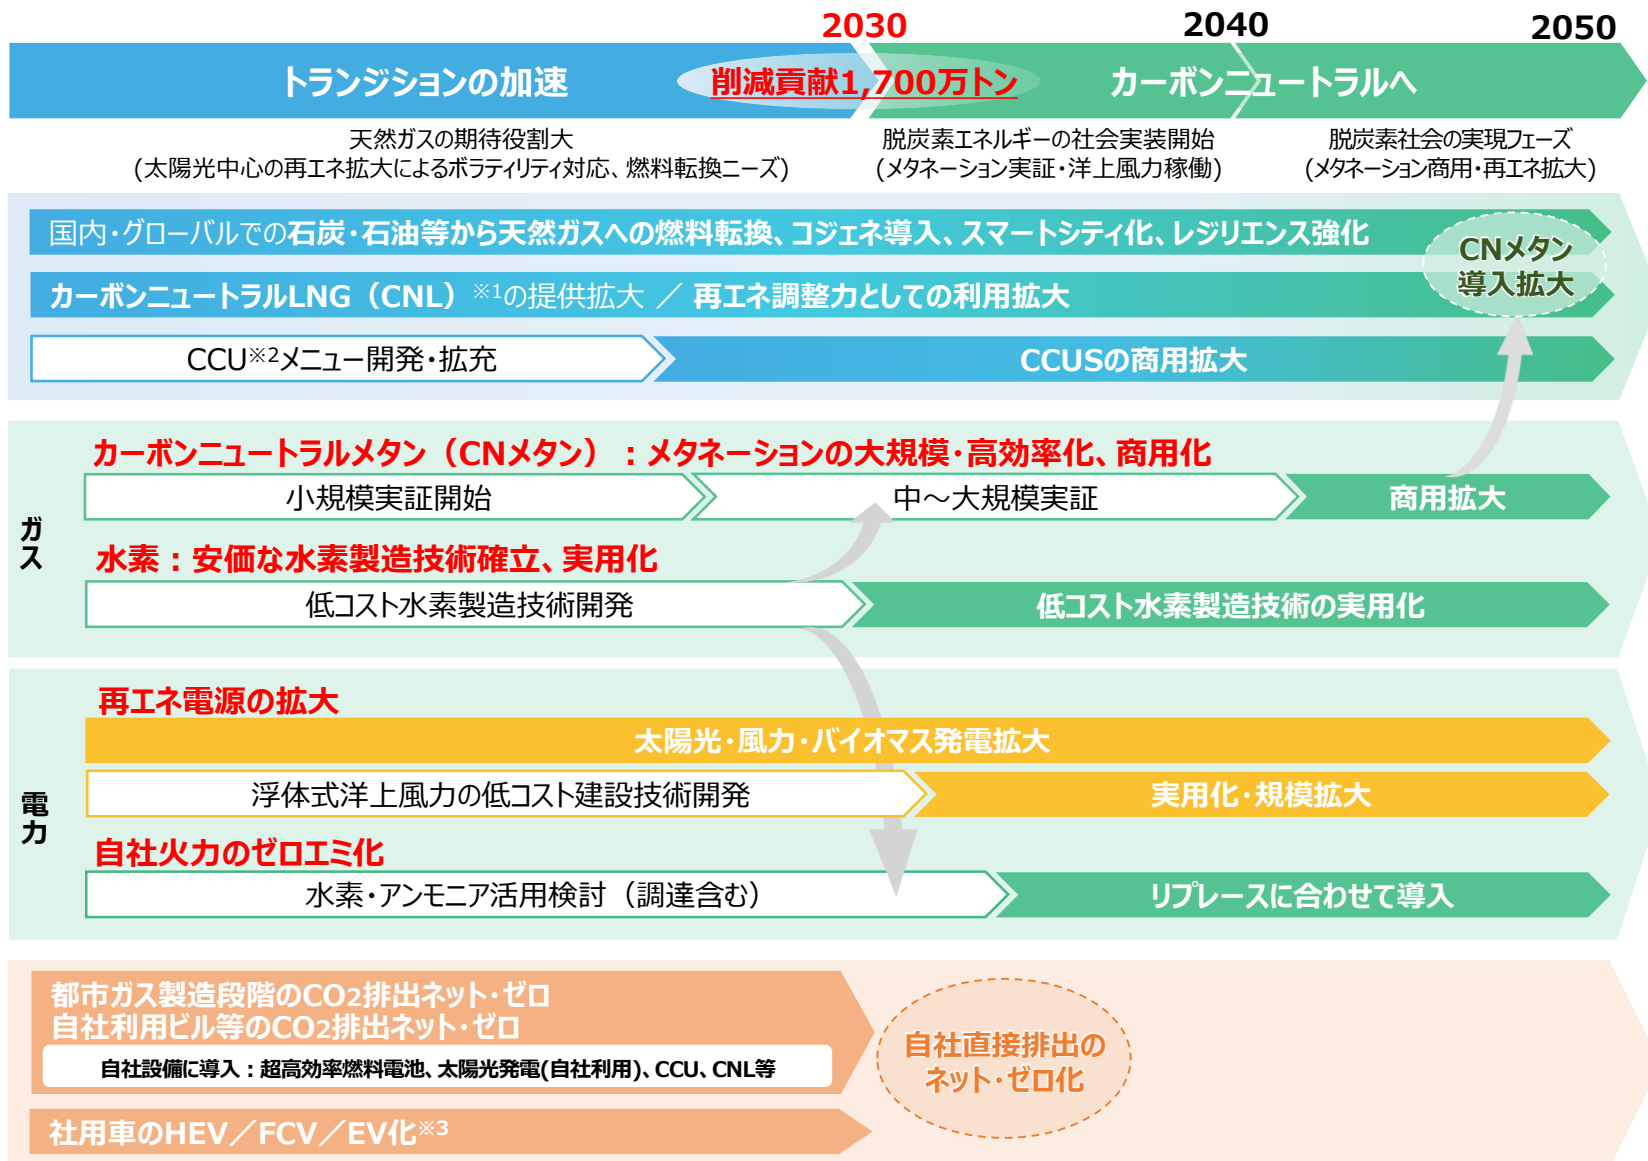 2030
2040
2050
トランジションの加速
削減貢献1,700万トン
カーボンニュートラルへ
天然ガスの期待役割大
(太陽光中心の再エネ拡大によるボラティリティ対応、燃料転換ニーズ)
脱炭素エネルギーの社会実装開始
(メタネーション実証・洋上風力稼働)
脱炭素社会の実現フェーズ
(メタネーション商用・再エネ拡大)
国内・グローバルでの石炭・石油等から天然ガスへの燃料転換、コジェネ導入、スマートシティ化、レジリエンス強化
カーボンニュートラルLNG（CNL）※1の提供拡大 ／ 再エネ調整力としての利用拡大
CNメタン
導入拡大
CCU※2メニュー開発・拡充
CCUSの商用拡大
ガス
カーボンニュートラルメタン（CNメタン）：メタネーションの大規模・高効率化、商用化
小規模実証開始
中～大規模実証
商用拡大
水素：安価な水素製造技術確立、実用化
低コスト水素製造技術開発
低コスト水素製造技術の実用化
電力
再エネ電源の拡大
太陽光・風力・バイオマス発電拡大
浮体式洋上風力の低コスト建設技術開発
実用化・規模拡大
自社火力のゼロエミ化
水素・アンモニア活用検討（調達含む）
リプレースに合わせて導入
都市ガス製造段階のCO2排出ネット・ゼロ
自社利用ビル等のCO2排出ネット・ゼロ
自社設備に導入：超高効率燃料電池、太陽光発電(自社利用)、CCU、CNL等
自社直接排出の
ネット・ゼロ化
社用車のHEV／FCV／EV化※3